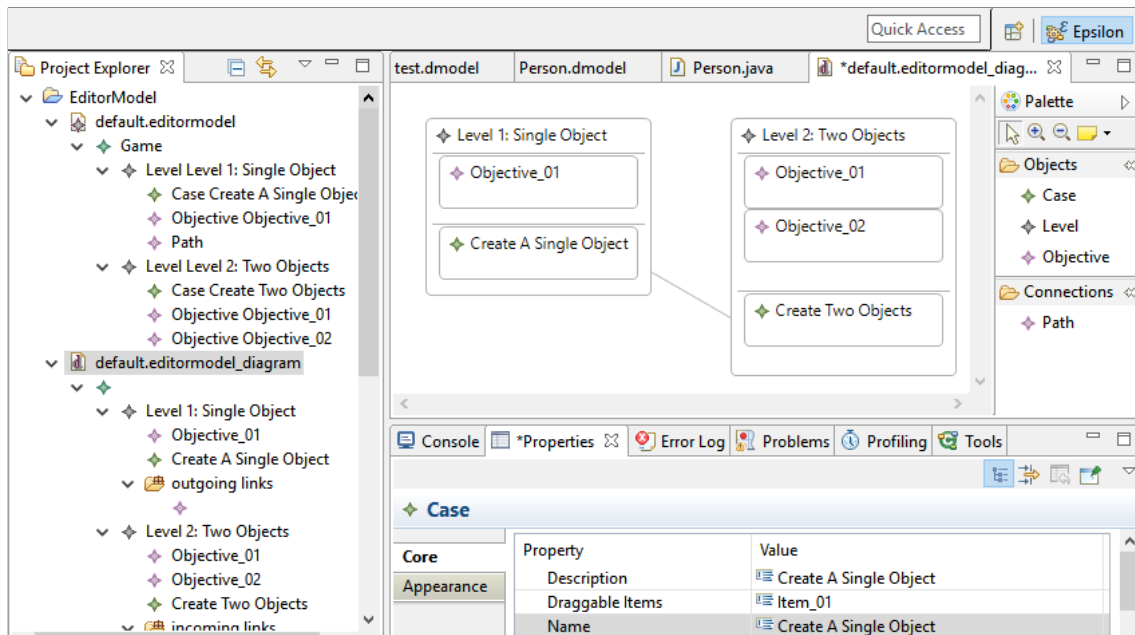 Quick Access
Epsilon
Project Explorer
EditorModel
default.editormodel
Game
Level Level 1: Single Object
Case Create A Single Objec
Objective Objective_01
Path
Level Level 2: Two Objects
Case Create Two Objects
Objective Objective_01
Objective Objective_02
default.editormodel_diagram
Level 1: Single Object
Objective_01
Create A Single Object
outgoing links
Level 2: Two Objects
Objective_01
Objective_02
Create Two Objects
incoming links
test.dmodel
Person.dmodel
Person.java
*default.editormodel_diag...
Level 1: Single Object
Objective_01
Create A Single Object
Level 2: Two Objects
Objective_01
Objective_02
Create Two Objects
Palette
Objects
Case
Level
Objective
Connections
Path
Console
*Properties
Error Log
Problems
Profiling
Tools
Case
Core
Appearance
Property Value
Description Create A Single Object
Draggable Items Item_01
Name Create A Single Object